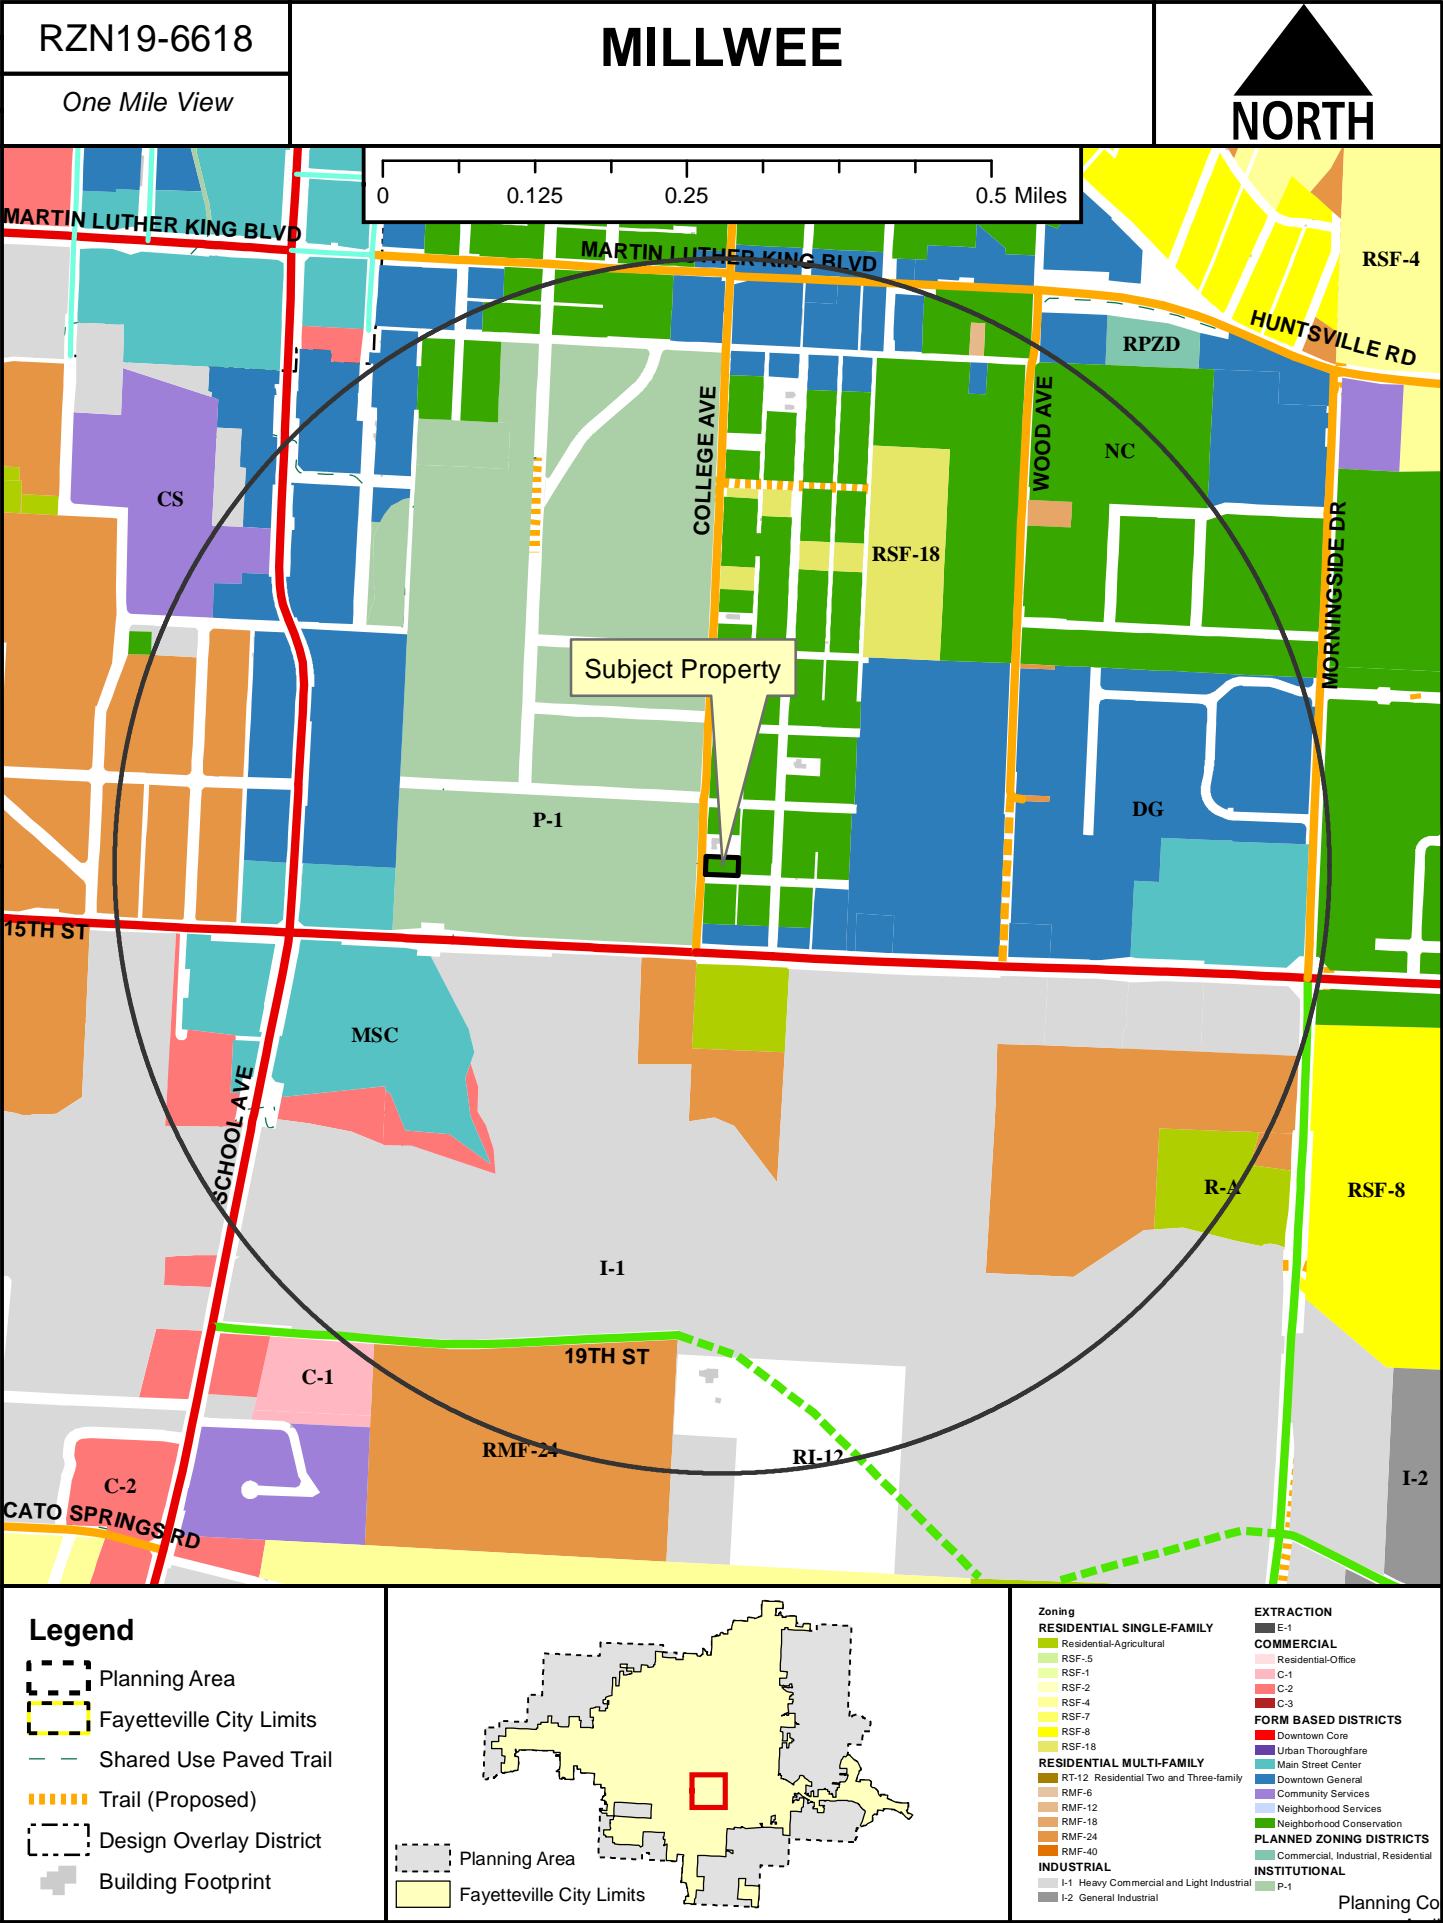 RZN19-6618
One Mile View
MILLWEE
NORTH
0 0.125 0.25 0.5 Miles
MARTIN LUTHER KING BLVD
MARTIN LUTHER KING BLVD
RSF-4
HUNTSVILLE RD
RPZD
COLLEGE AVE
WOOD AVE
NC
CS
MORNINGSIDE DR
RSF-18
Subject Property
P-1
DG
15TH ST
MSC
SCHOOL AVE
R-A
RSF-8
I-1
19TH ST
C-1
RMF-24
RI-12
C-2
I-2
CATO SPRINGS RD
Legend
Planning Area
Fayetteville City Limits
Shared Use Paved Trail
Trail (Proposed)
Design Overlay District
Building Footprint
Planning Area
Fayetteville City Limits
Zoning
RESIDENTIAL SINGLE-FAMILY
Residential-Agricultural
RSF-.5
RSF-1
RSF-2
RSF-4
RSF-7
RSF-8
RSF-18
RESIDENTIAL MULTI-FAMILY
RT-12 Residential Two and Three-family
RMF-6
RMF-12
RMF-18
RMF-24
RMF-40
INDUSTRIAL
I-1 Heavy Commercial and Light Industrial
I-2 General Industrial
EXTRACTION
E-1
COMMERCIAL
Residential-Office
C-1
C-2
C-3
FORM BASED DISTRICTS
Downtown Core
Urban Thoroughfare
Main Street Center
Downtown General
Community Services
Neighborhood Services
Neighborhood Conservation
PLANNED ZONING DISTRICTS
Commercial, Industrial, Residential
INSTITUTIONAL
P-1
Planning Co